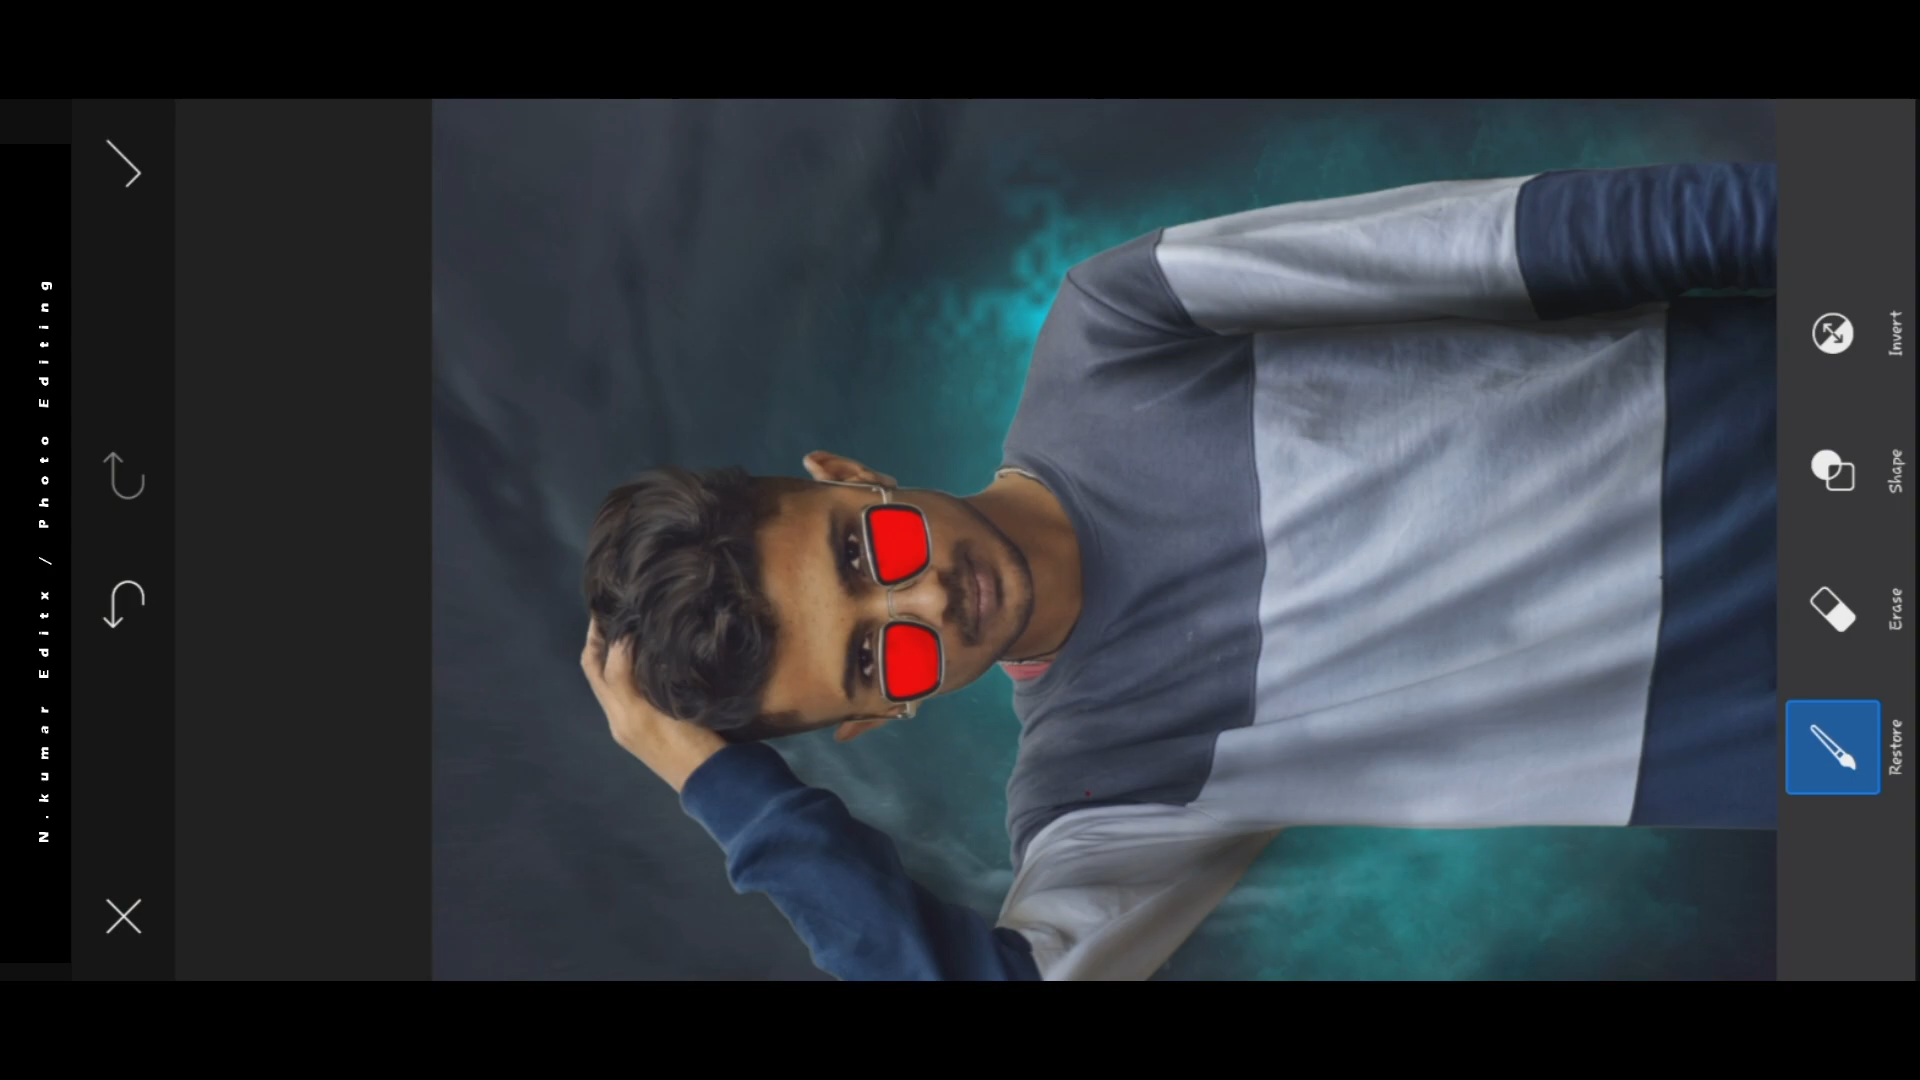 N.kumar Editx / Photo Editing
Restore
Erase
Shape
Invert